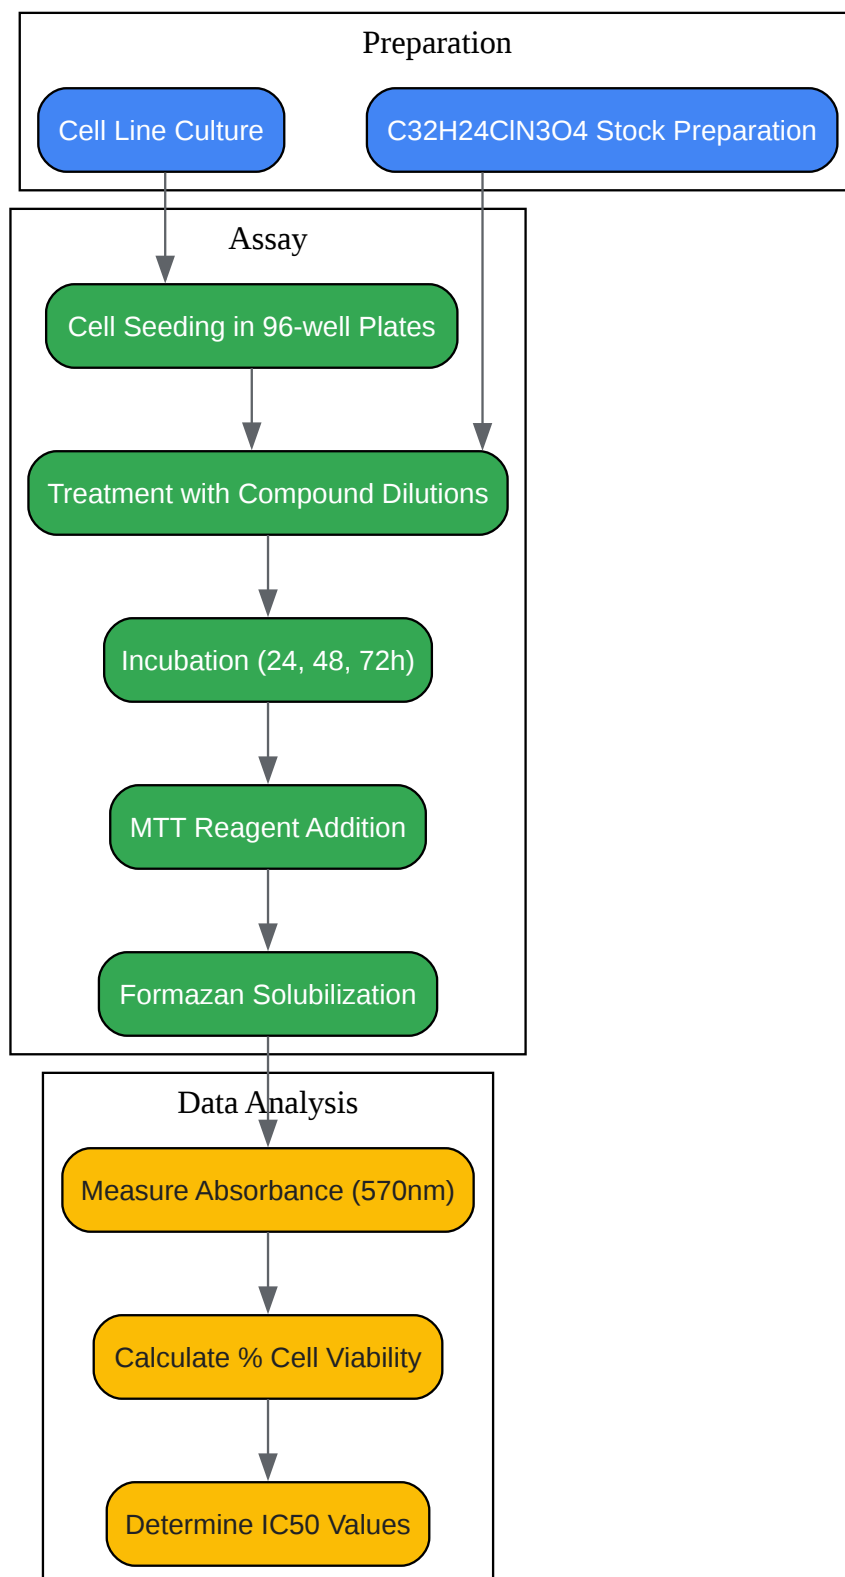 Preparation
Cell Line Culture
C32H24ClN3O4 Stock Preparation
Assay
Cell Seeding in 96-well Plates
Treatment with Compound Dilutions
Incubation (24, 48, 72h)
MTT Reagent Addition
Formazan Solubilization
Data Analysis
Measure Absorbance (570nm)
Calculate % Cell Viability
Determine IC50 Values